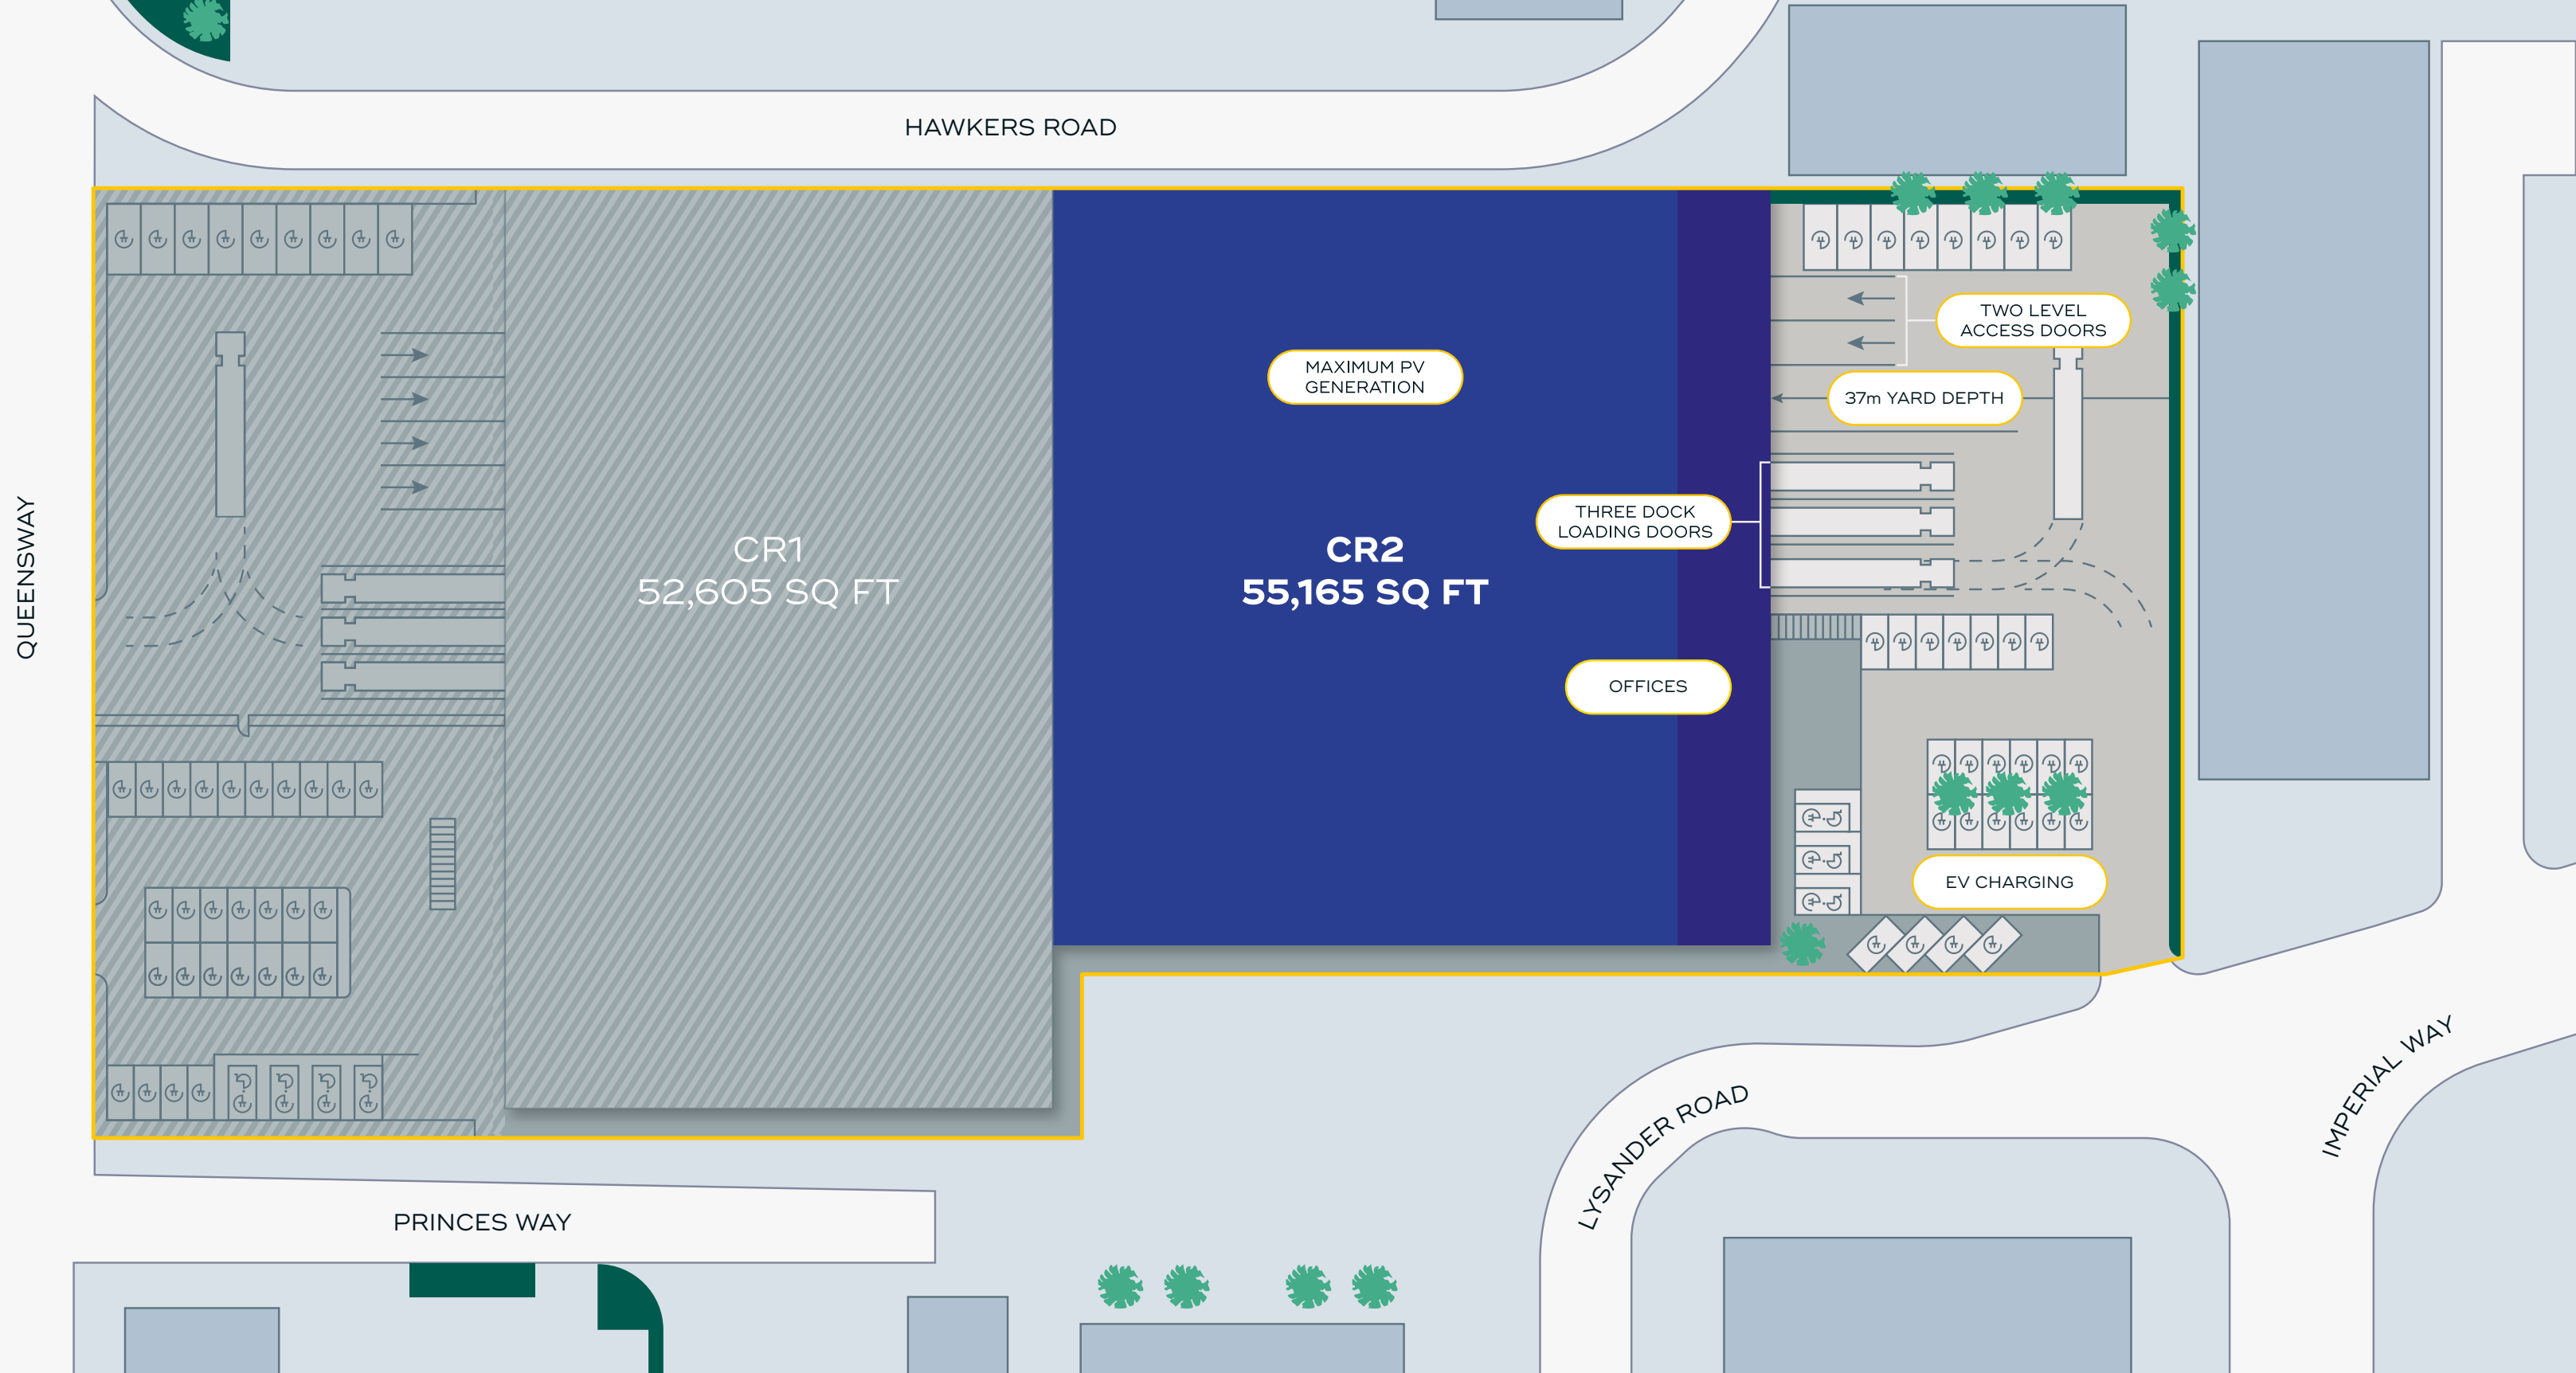 HAWKERS ROAD
TWO LEVEL
ACCESS DOORS
MAXIMUM PV
GENERATION
37m YARD DEPTH
QUEENSWAY
THREE DOCK
LOADING DOORS
CR1
52,605 SQ FT
CR2
55,165 SQ FT
OFFICES
EV CHARGING
LYSANDER ROAD
IMPERIAL WAY
PRINCES WAY